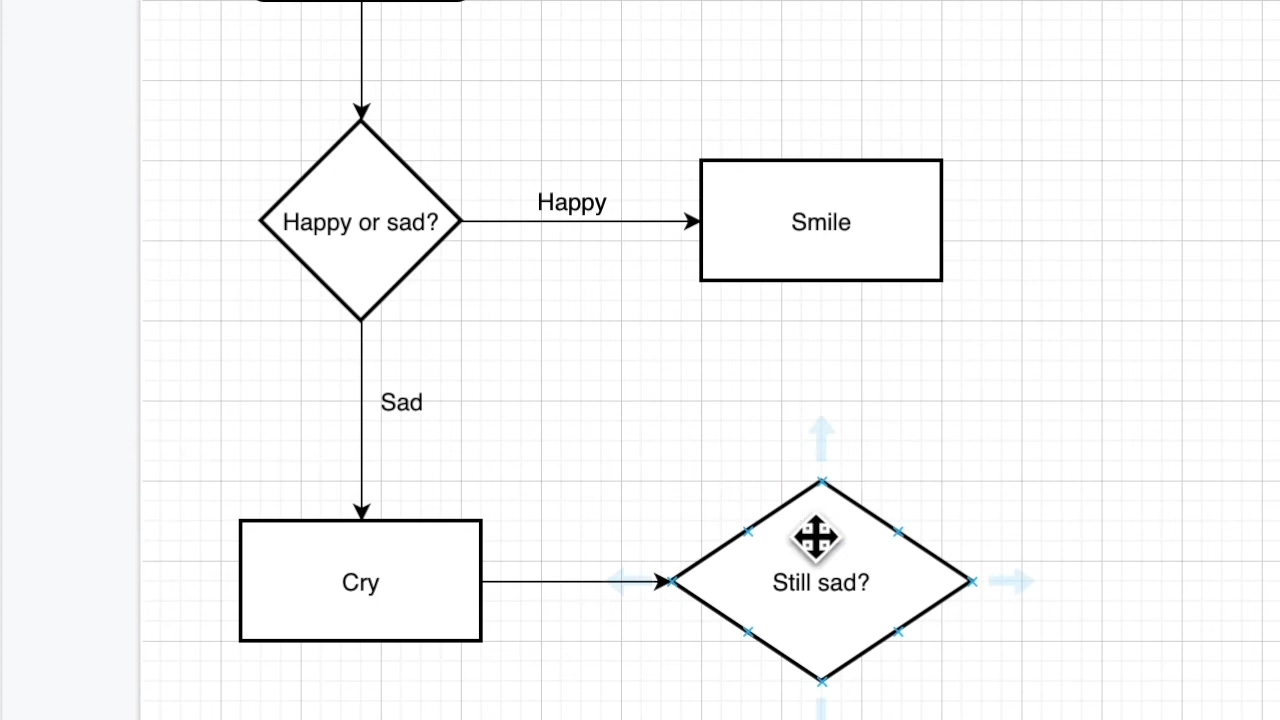 Happy or sad?
Happy
Smile
Sad
Cry
Still sad?